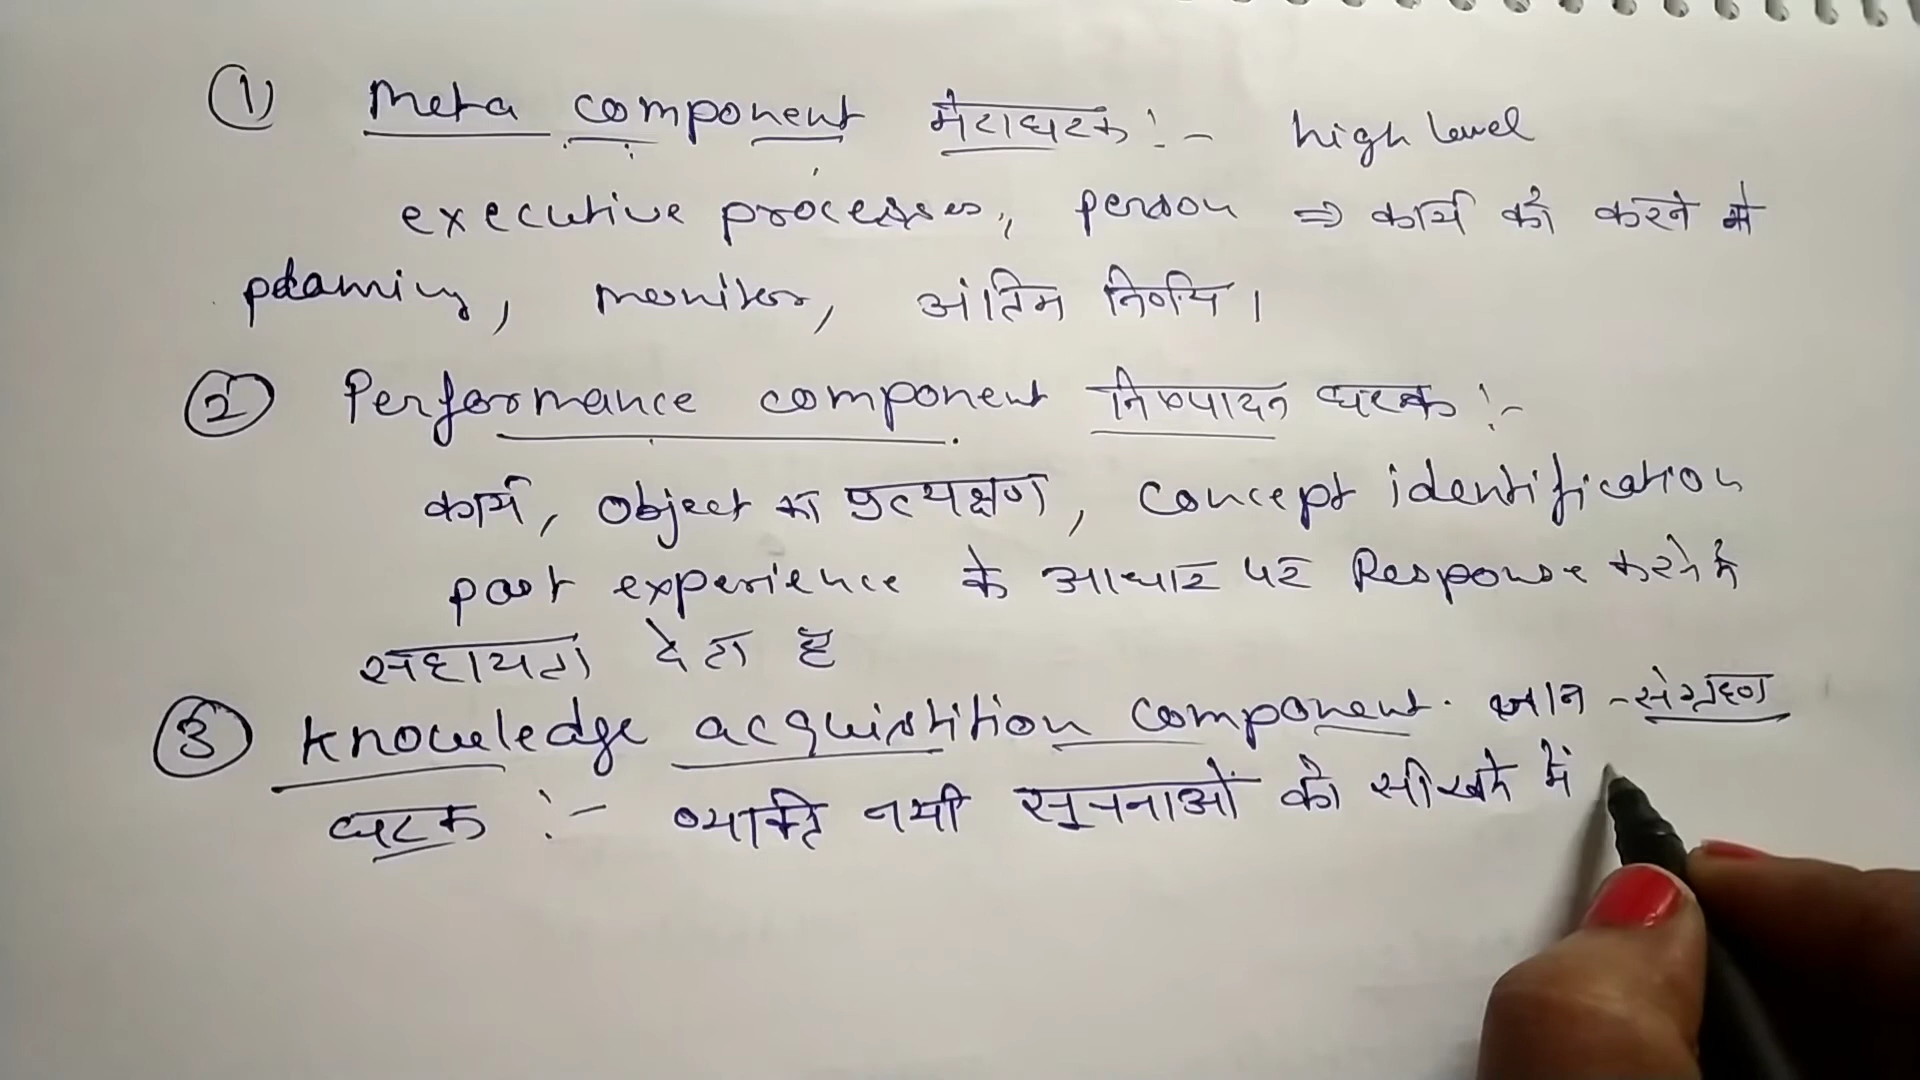 ① Meta component मेटाघटक :- high level
executive processes, person ⇒ कार्य को करने मे
planning, moniter, अंतिम निर्णय।
② Performance component निष्पादन घटक :-
कार्य, object का प्रत्यक्षण, concept identification
past experience के आधार पर Response करने मे
सहायता देता है
③ Knowledge acquistition component. ज्ञान -संग्रहण
घटक :- व्यक्ति नयी सूचनाओं को सीखने में